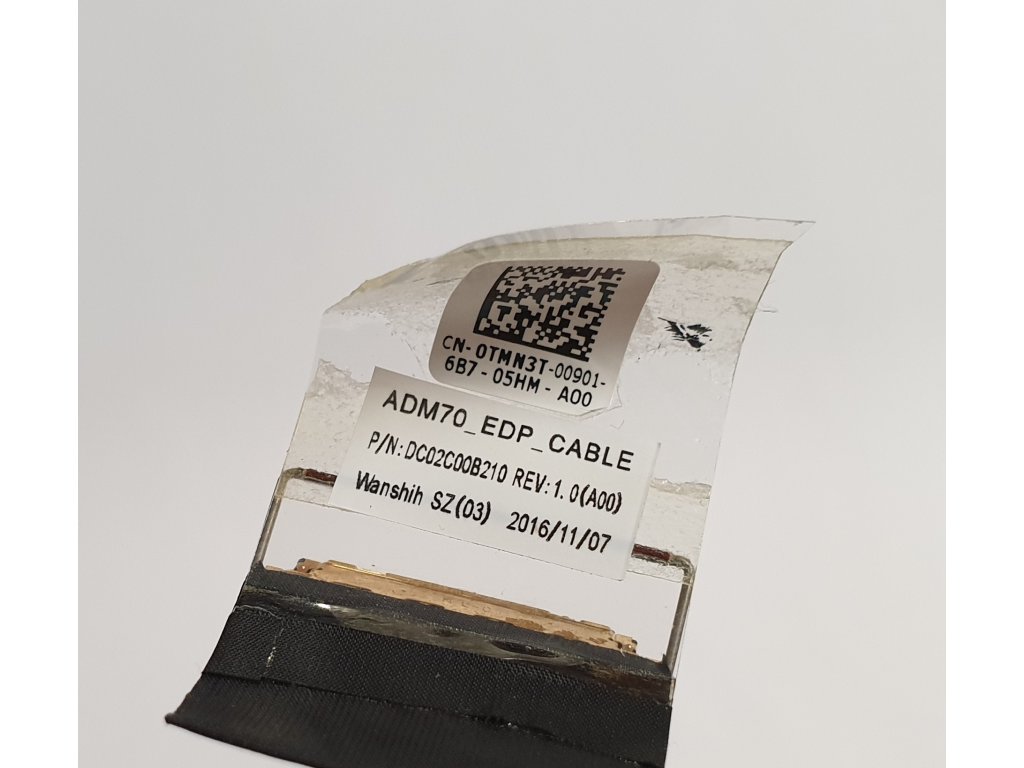 CN-0TMN3T-00901-
6B7-05HM-A00
ADM70_EDP_CABLE
P/N:DC02C00B210 REV:1.0(A00)
Wanshih SZ(03) 2016/11/07